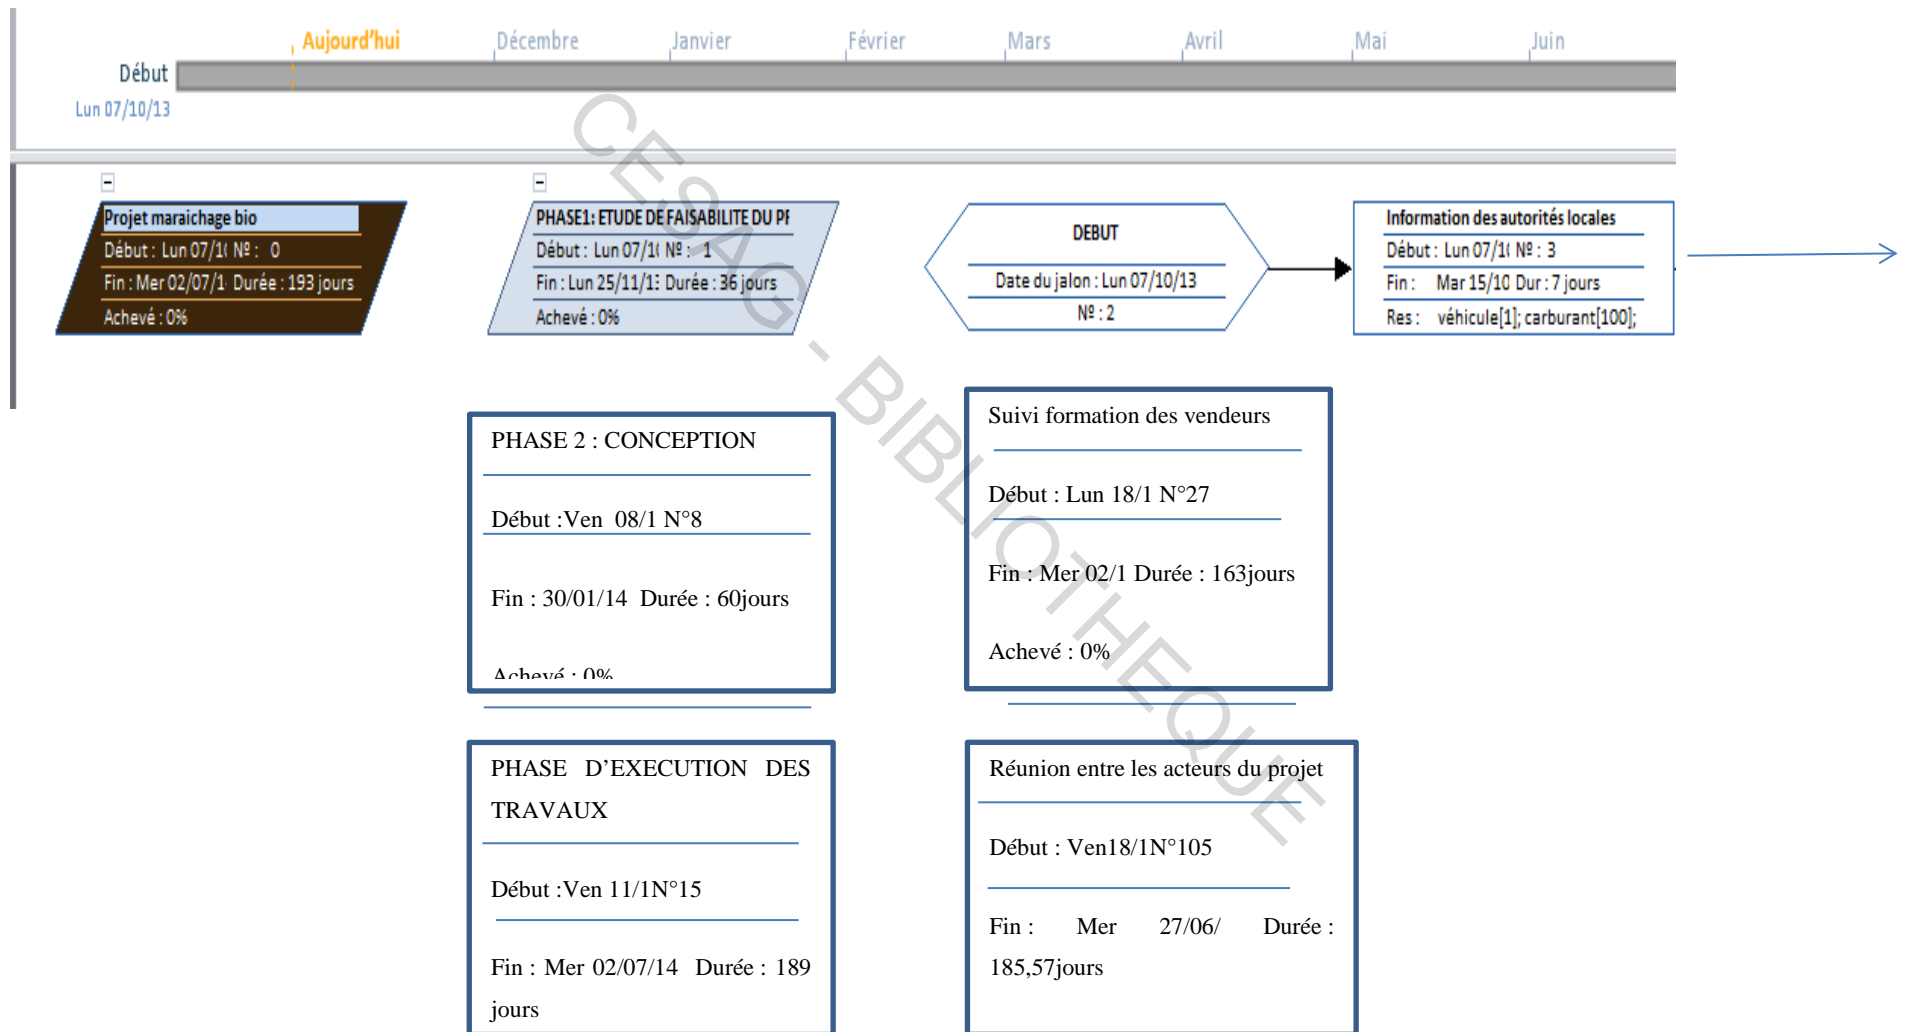 Aujourd'hui Décembre Janvier Février Mars Avril Mai Juin
Début
Lun 07/10/13
Projet maraichage bio
Début : Lun 07/1( Nº : 0
Fin : Mer 02/07/1 Durée : 193 jours
Achevé : 0%
PHASE1: ETUDE DE FAISABILITE DU PF
Début : Lun 07/1( Nº : 1
Fin : Lun 25/11/1: Durée : 36 jours
Achevé : 0%
DEBUT
Date du jalon : Lun 07/10/13
Nº : 2
Information des autorités locales
Début : Lun 07/1( Nº : 3
Fin : Mar 15/10 Dur : 7 jours
Res : véhicule[1]; carburant[100];
PHASE 2 : CONCEPTION
Début :Ven 08/1 N°8
Fin : 30/01/14 Durée : 60jours
Achevé : 0%
Suivi formation des vendeurs
Début : Lun 18/1 N°27
Fin : Mer 02/1 Durée : 163jours
Achevé : 0%
PHASE D'EXECUTION DES
TRAVAUX
Début :Ven 11/1N°15
Fin : Mer 02/07/14 Durée : 189
jours
Réunion entre les acteurs du projet
Début : Ven18/1N°105
Fin : Mer 27/06/ Durée :
185,57jours
CESAG - BIBLIOTHEQUE